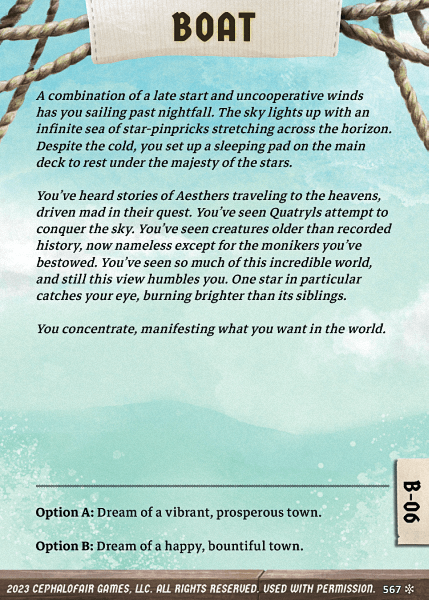 BOAT
A combination of a late start and uncooperative winds
has you sailing past nightfall. The sky lights up with an
infinite sea of star-pinpricks stretching across the horizon.
Despite the cold, you set up a sleeping pad on the main
deck to rest under the majesty of the stars.
You've heard stories of Aesthers traveling to the heavens,
driven mad in their quest. You've seen Quatryls attempt to
conquer the sky. You've seen creatures older than recorded
history, now nameless except for the monikers you've
bestowed. You've seen so much of this incredible world,
and still this view humbles you. One star in particular
catches your eye, burning brighter than its siblings.
You concentrate, manifesting what you want in the world.
Option A: Dream of a vibrant, prosperous town.
Option B: Dream of a happy, bountiful town.
B-06
2023 CEPHALOFAIR GAMES, LLC. ALL RIGHTS RESERVED. USED WITH PERMISSION. 567